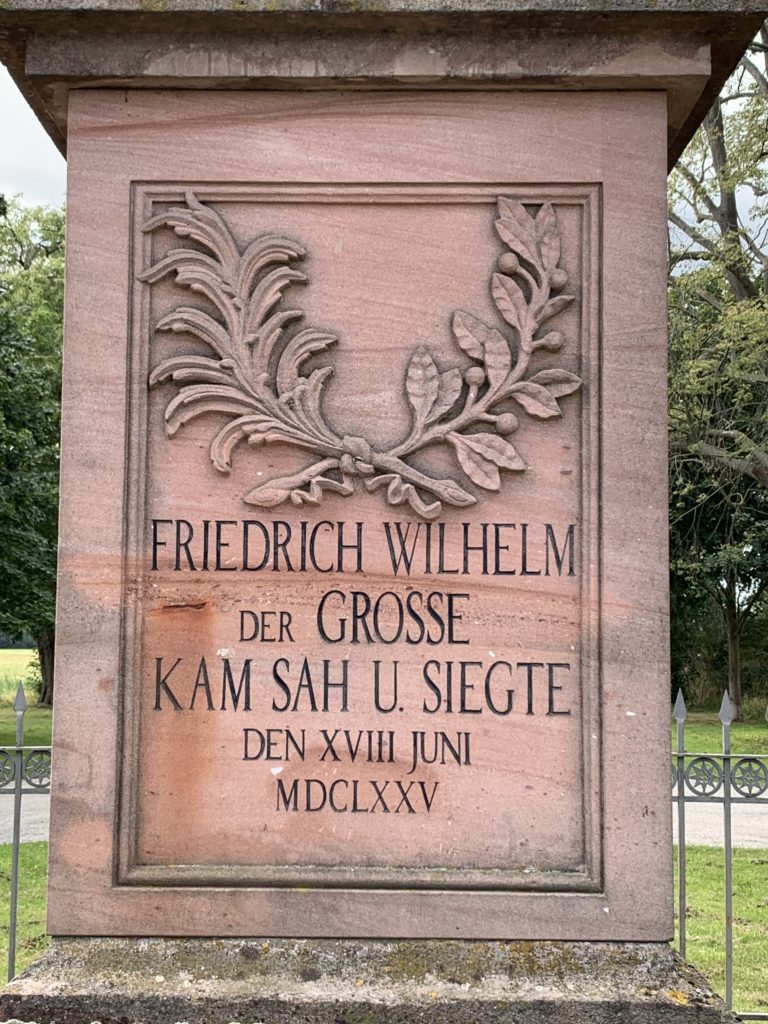 FRIEDRICH WILHELM
DER GROSSE
KAM SAH U. SIEGTE
DEN XVIII JUNI
MDCLXXV